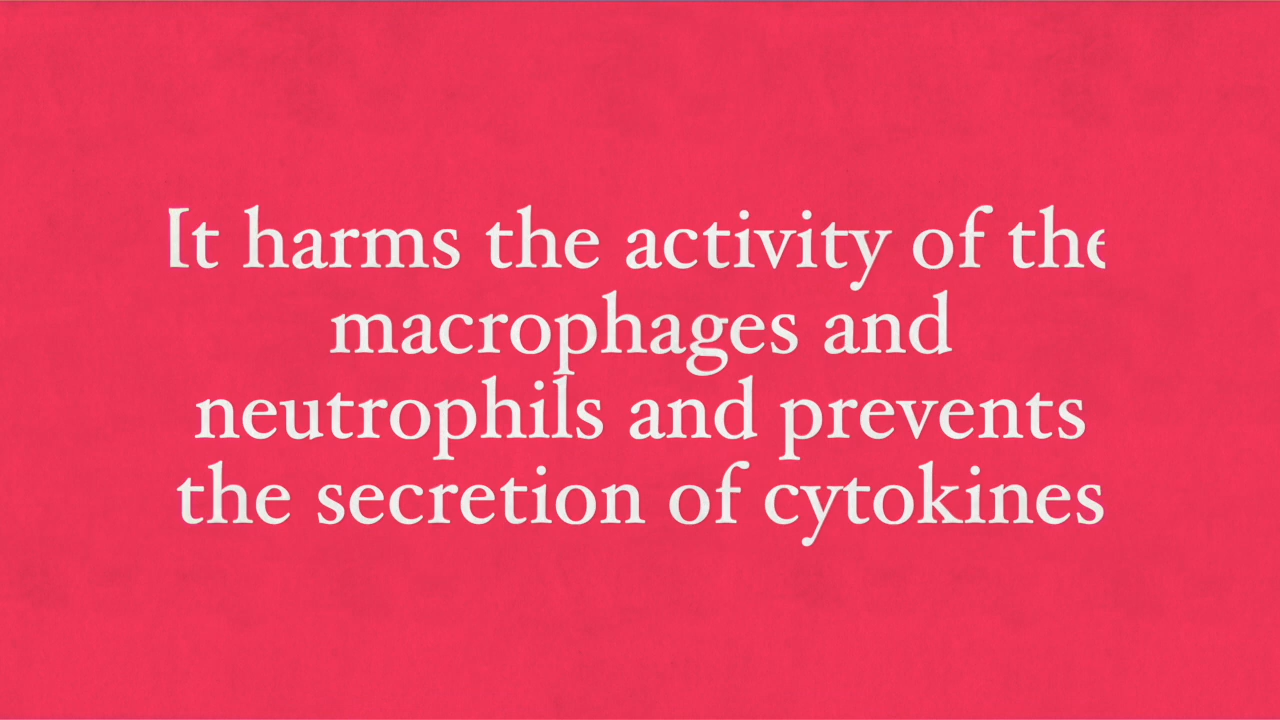 It harms the activity of the
macrophages and
neutrophils and prevents
the secretion of cytokines